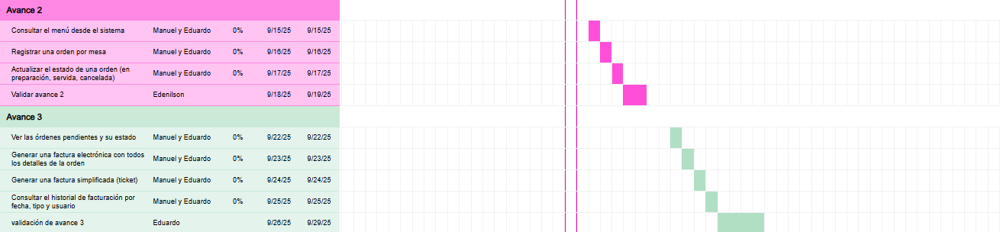 Avance 2
Consultar el menú desde el sistema Manuel y Eduardo 0% 9/15/25 9/15/25
Registrar una orden por mesa Manuel y Eduardo 0% 9/16/25 9/16/25
Actualizar el estado de una orden (en
preparación, servida, cancelada) Manuel y Eduardo 0% 9/17/25 9/17/25
Validar avance 2 Edenilson 9/18/25 9/19/25
Avance 3
Ver las órdenes pendientes y su estado Manuel y Eduardo 0% 9/22/25 9/22/25
Generar una factura electrónica con todos
los detalles de la orden Manuel y Eduardo 0% 9/23/25 9/23/25
Generar una factura simplificada (ticket) Manuel y Eduardo 0% 9/24/25 9/24/25
Consultar el historial de facturación por
fecha, tipo y usuario Manuel y Eduardo 0% 9/25/25 9/25/25
validación de avance 3 Eduardo 9/26/25 9/29/25